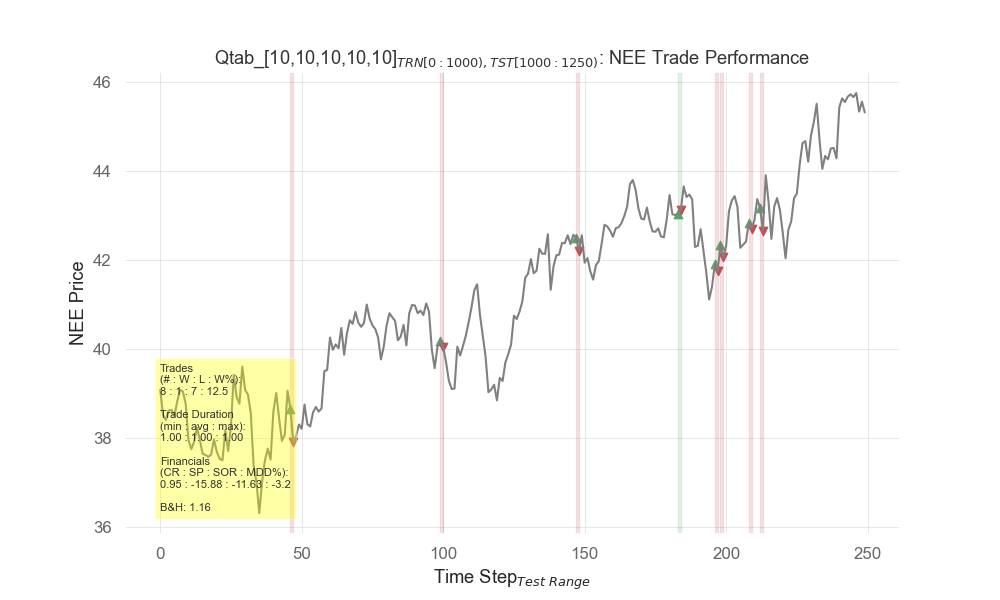 Qtab_[10,10,10,10,10]TRN[0 : 1000), TST[1000 : 1250): NEE Trade Performance
46
44
42
40
38
36
NEE Price
Trades
(# : W : L : W%):
8 : 1 : 7 : 12.5
Trade Duration
(min : avg : max):
1.00 : 1.00 : 1.00
Financials
(CR : SP : SOR : MDD%):
0.95 : -15.88 : -11.63 : -3.2
B&H: 1.16
0 50 100 150 200 250
Time StepTest Range